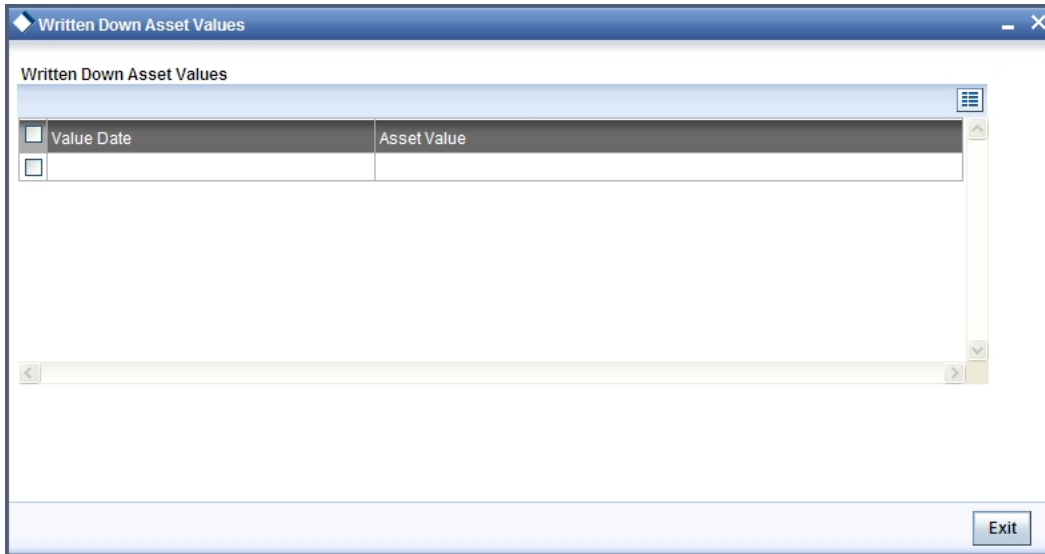 Written Down Asset Values
Written Down Asset Values
Value Date Asset Value
Exit